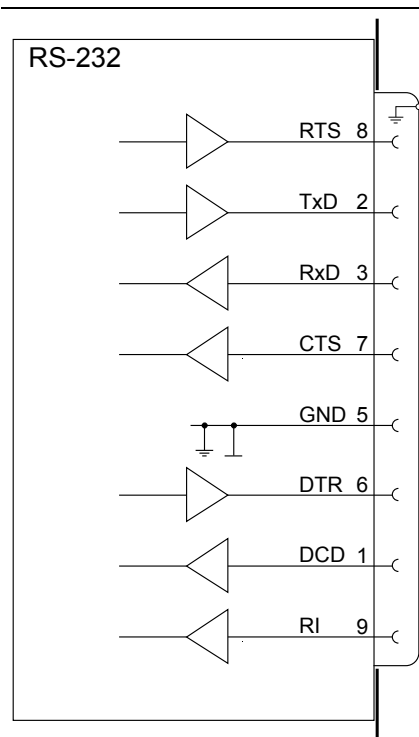 RS-232
RTS 8
TxD 2
RxD 3
CTS 7
GND 5
DTR 6
DCD 1
RI 9